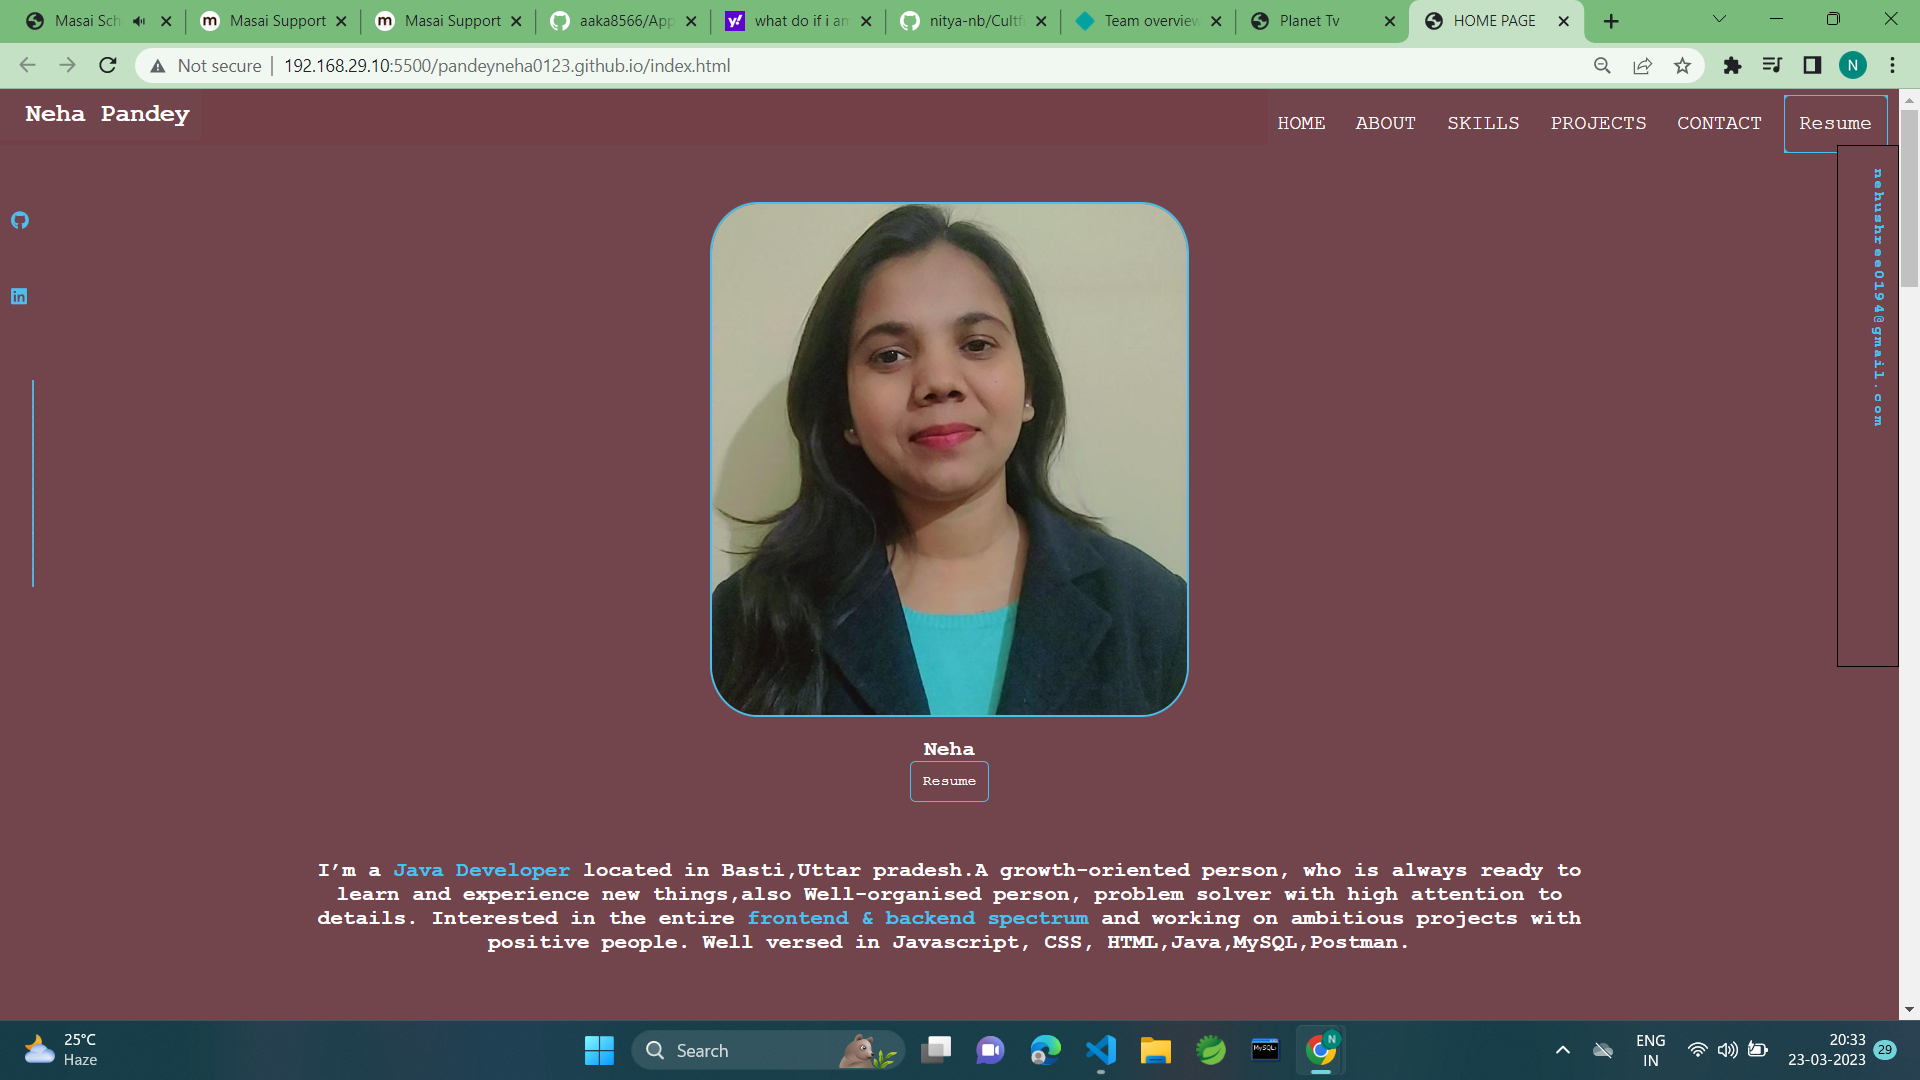 Masai Sch
Masai Support
Masai Support
aaka8566/App
what do if i am
nitya-nb/Cultf
Team overview
Planet Tv
HOME PAGE
Not secure
192.168.29.10:5500/pandeyneha0123.github.io/index.html
N
Neha Pandey
HOME
ABOUT
SKILLS
PROJECTS
CONTACT
Resume
nehushree0194@gmail.com
Neha
Resume
I’m a Java Developer located in Basti,Uttar pradesh.A growth-oriented person, who is always ready to
learn and experience new things,also Well-organised person, problem solver with high attention to
details. Interested in the entire frontend & backend spectrum and working on ambitious projects with
positive people. Well versed in Javascript, CSS, HTML,Java,MySQL,Postman.
25°C
Haze
Search
MySQL
N
ENG
IN
20:33
23-03-2023
29